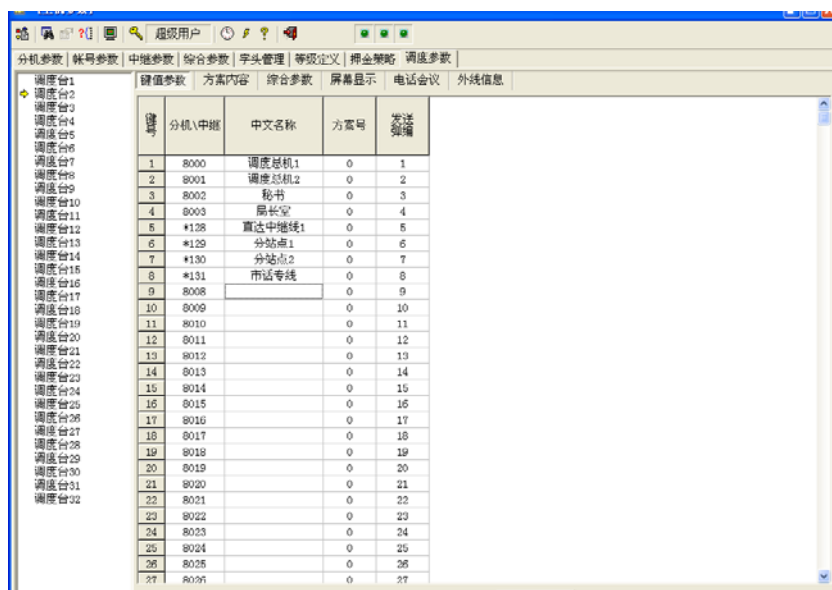 超级用户
分机参数 帐号参数 中继参数 综合参数 字头管理 等级定义 押金策略 调度参数
键值参数 方案内容 综合参数 屏幕显示 电话会议 外线信息
调度台1
调度台2
调度台3
调度台4
调度台5
调度台6
调度台7
调度台8
调度台9
调度台10
调度台11
调度台12
调度台13
调度台14
调度台15
调度台16
调度台17
调度台18
调度台19
调度台20
调度台21
调度台22
调度台23
调度台24
调度台25
调度台26
调度台27
调度台28
调度台29
调度台30
调度台31
调度台32
键号 分机\中继 中文名称 方案号 发送弹编
1 8000 调度总机1 0 1
2 8001 调度总机2 0 2
3 8002 秘书 0 3
4 8003 局长室 0 4
5 *128 直达中继线1 0 5
6 *129 分站点1 0 6
7 *130 分站点2 0 7
8 *131 市话专线 0 8
9 8008 0 9
10 8009 0 10
11 8010 0 11
12 8011 0 12
13 8012 0 13
14 8013 0 14
15 8014 0 15
16 8015 0 16
17 8016 0 17
18 8017 0 18
19 8018 0 19
20 8019 0 20
21 8020 0 21
22 8021 0 22
23 8022 0 23
24 8023 0 24
25 8024 0 25
26 8025 0 26
27 8026 0 27